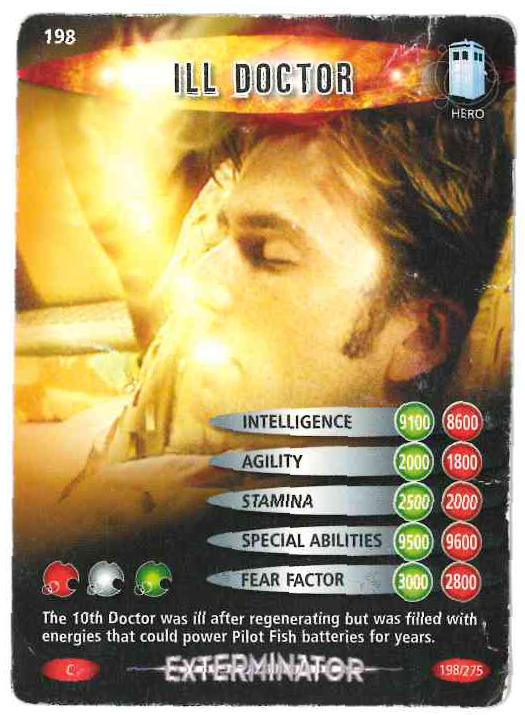 198
ILL DOCTOR
HERO
INTELLIGENCE 9100 8600
AGILITY 2000 1800
STAMINA 2500 2000
SPECIAL ABILITIES 9500 9600
FEAR FACTOR 3000 2800
The 10th Doctor was ill after regenerating but was filled with
energies that could power Pilot Fish batteries for years.
C EXTERMINATOR 198/275